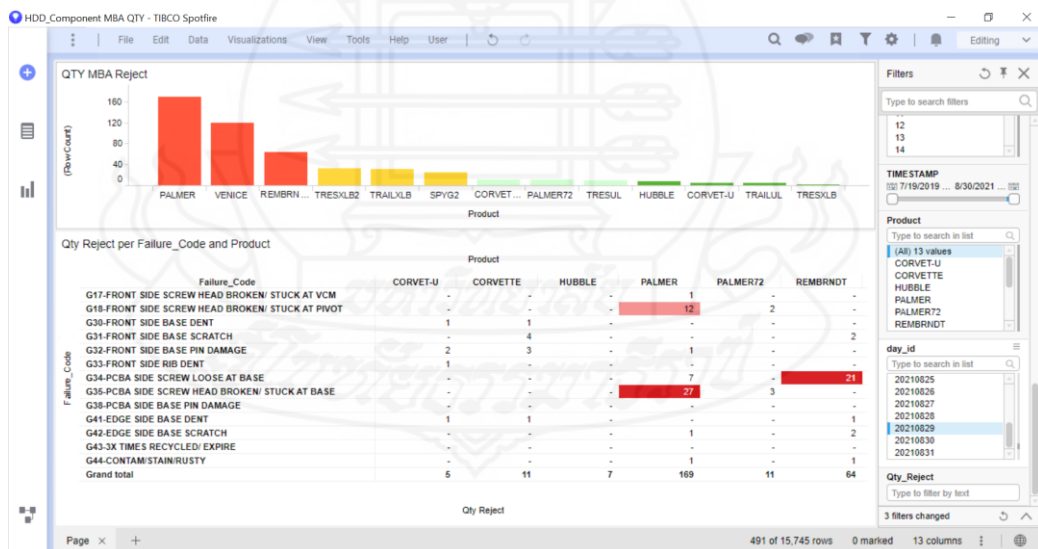 HDD_Component MBA QTY - TIBCO Spotfire
File Edit Data Visualizations View Tools Help User Editing
QTY MBA Reject
(Row Count)
160
120
80
40
0
PALMER VENICE REMBRN ... TRESXLB2 TRAILXLB SPYG2 CORVET ... PALMER72 TRESUL HUBBLE CORVET-U TRAILUL TRESXLB
Product
Qty Reject per Failure_Code and Product
Product
Failure_Code CORVET-U CORVETTE HUBBLE PALMER PALMER72 REMBRNDT
Failure_Code
G17-FRONT SIDE SCREW HEAD BROKEN/ STUCK AT VCM - - - 1 - -
G18-FRONT SIDE SCREW HEAD BROKEN/ STUCK AT PIVOT - - - 12 2 -
G30-FRONT SIDE BASE DENT 1 1 - - - -
G31-FRONT SIDE BASE SCRATCH - 4 - - - 2
G32-FRONT SIDE BASE PIN DAMAGE 2 3 - 1 - -
G33-FRONT SIDE RIB DENT 1 - - - - -
G34-PCBA SIDE SCREW LOOSE AT BASE - - - 7 - 21
G35-PCBA SIDE SCREW HEAD BROKEN/ STUCK AT BASE - - - 27 3 -
G38-PCBA SIDE BASE PIN DAMAGE - - - - - -
G41-EDGE SIDE BASE DENT 1 1 - - - 1
G42-EDGE SIDE BASE SCRATCH - - - 1 - 2
G43-3X TIMES RECYCLED/ EXPIRE - - - - - -
G44-CONTAM/STAIN/RUSTY - - - 1 - 1
Grand total 5 11 7 169 11 64
Qty Reject
Filters
Type to search filters
12
13
14
TIMESTAMP
7/19/2019 ... 8/30/2021 ...
Product
Type to search in list
(All) 13 values
CORVET-U
CORVETTE
HUBBLE
PALMER
PALMER72
REMBRNDT
day_id
Type to search in list
20210825
20210826
20210827
20210828
20210829
20210830
20210831
Qty_Reject
Type to filter by text
3 filters changed
Page 491 of 15,745 rows 0 marked 13 columns